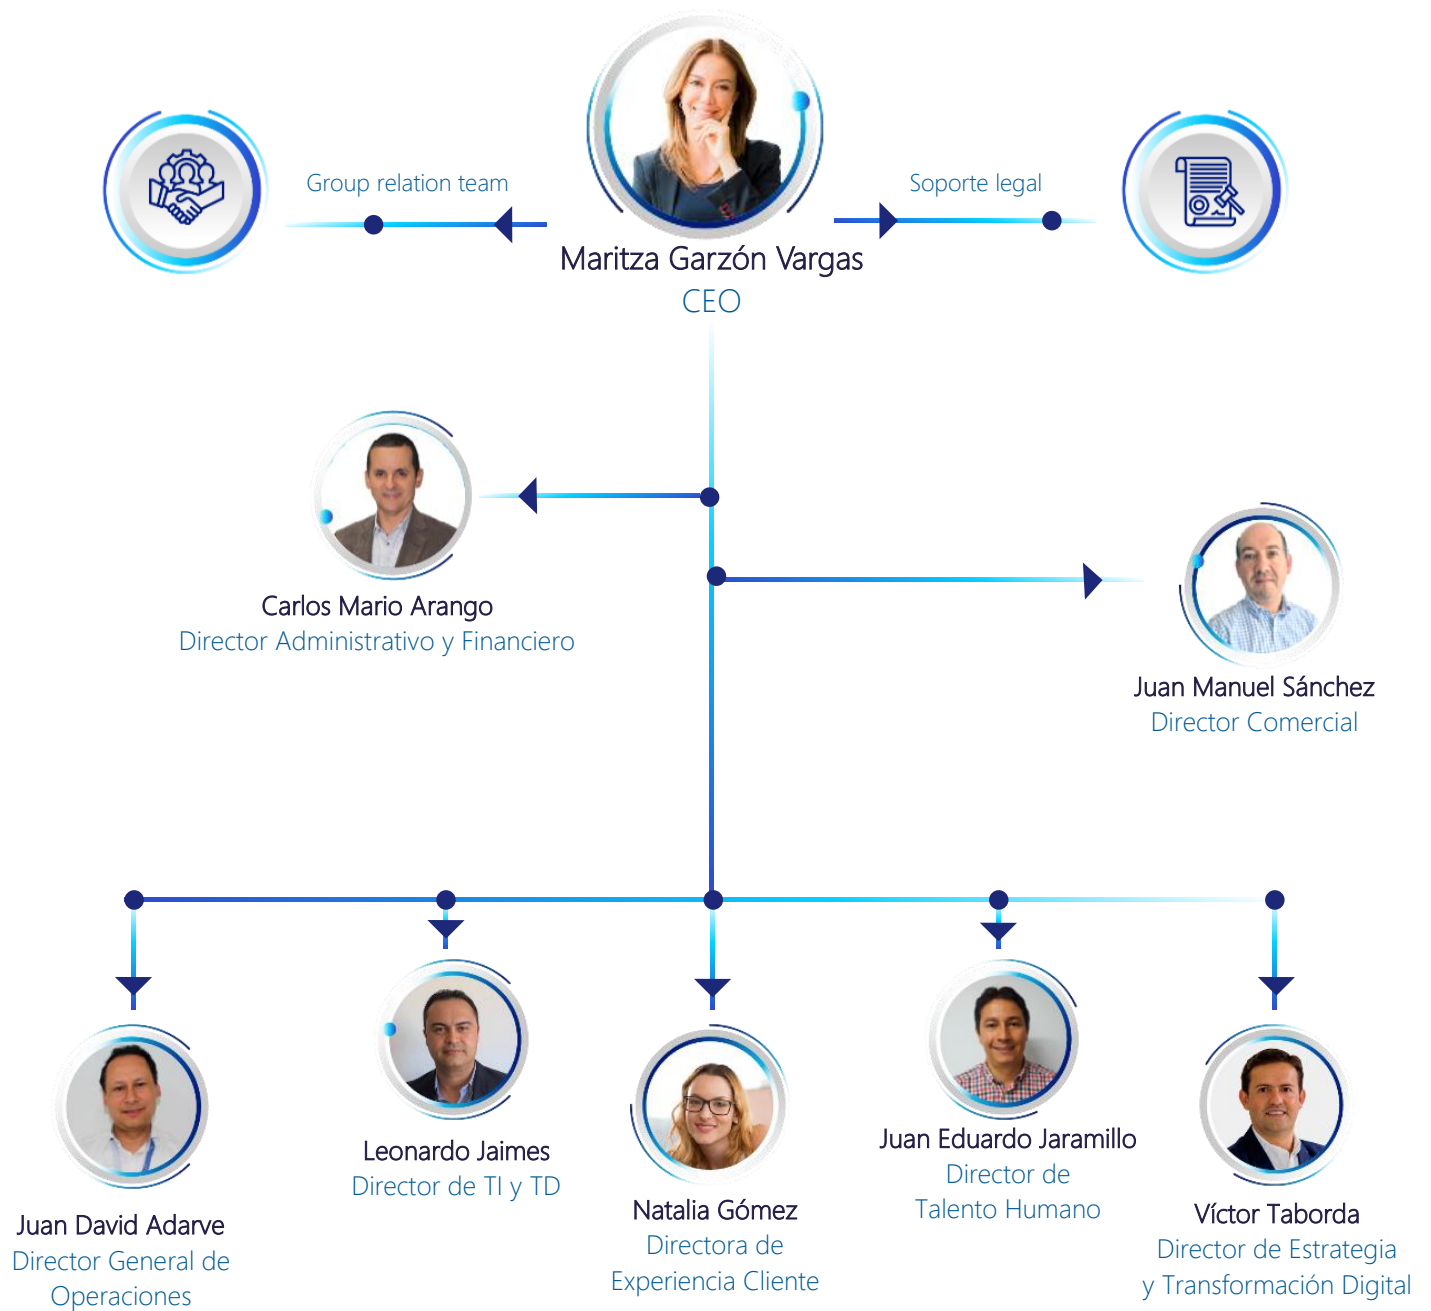 Group relation team
Soporte legal
Maritza Garzón Vargas
CEO
Carlos Mario Arango
Director Administrativo y Financiero
Juan Manuel Sánchez
Director Comercial
Juan David Adarve
Director General de
Operaciones
Leonardo Jaimes
Director de TI y TD
Natalia Gómez
Directora de
Experiencia Cliente
Juan Eduardo Jaramillo
Director de
Talento Humano
Víctor Taborda
Director de Estrategia
y Transformación Digital